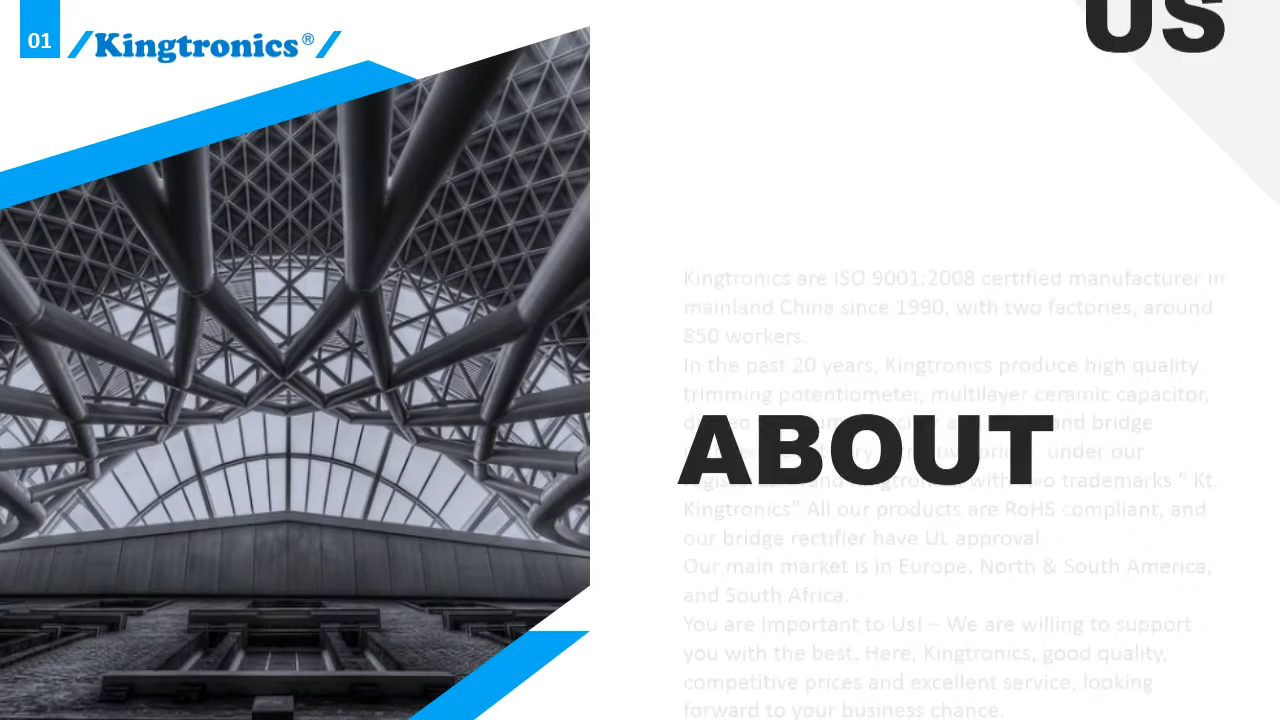 01
Kingtronics®
US
Kingtronics are ISO 9001:2008 certified manufacturer in
mainland China since 1990, with two factories, around
850 workers.
In the past 20 years, Kingtronics produce high quality
trimming potentiometer, multilayer ceramic capacitor,
and bridge
ABOUT
under our
with two trademarks “ Kt,
Kingtronics” All our products are RoHS compliant, and
our bridge rectifier have UL approval
Our main market is in Europe, North & South America,
and South Africa.
You are Important to Us! – We are willing to support
you with the best. Here, Kingtronics, good quality,
competitive prices and excellent service, looking
forward to your business chance.